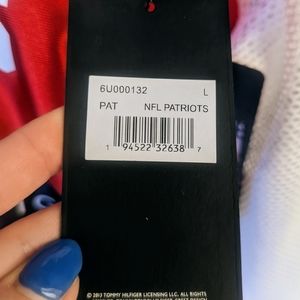 6U000132 L
PAT NFL PATRIOTS
1 94522 32638 7
© 2013 TOMMY HILFIGER LICENSING LLC. ALL RIGHTS